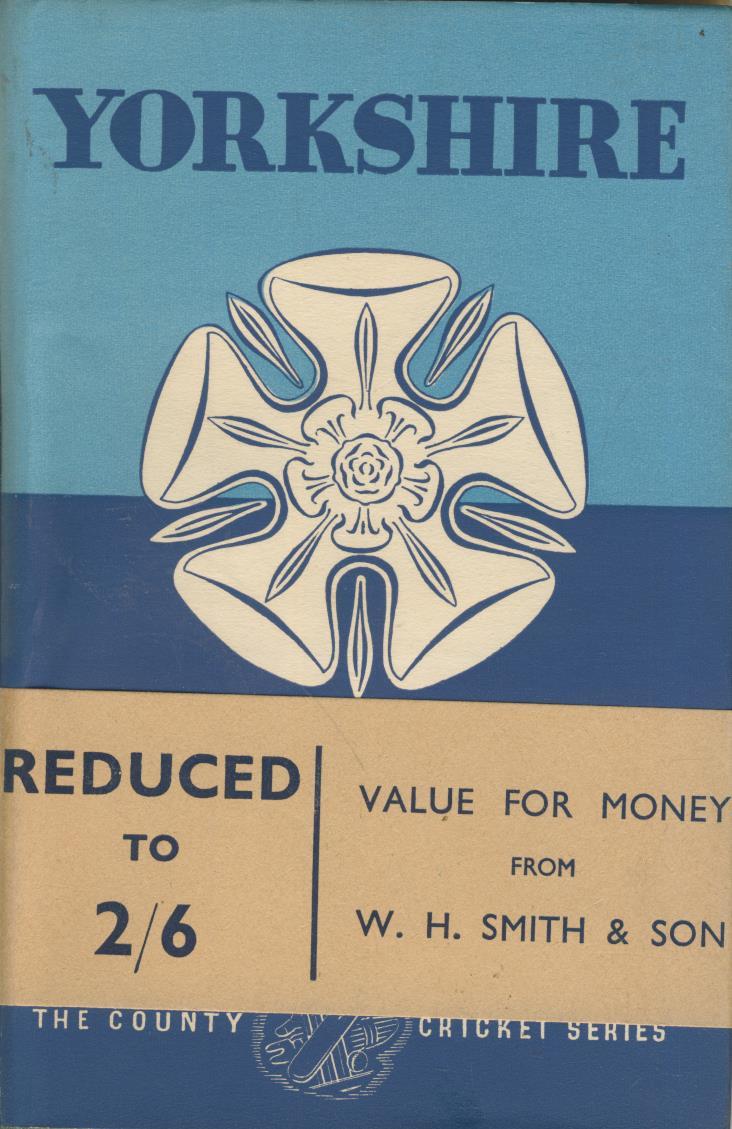 YORKSHIRE
REDUCED
TO
2/6
VALUE FOR MONEY
FROM
W. H. SMITH & SON
THE COUNTY CRICKET SERIES